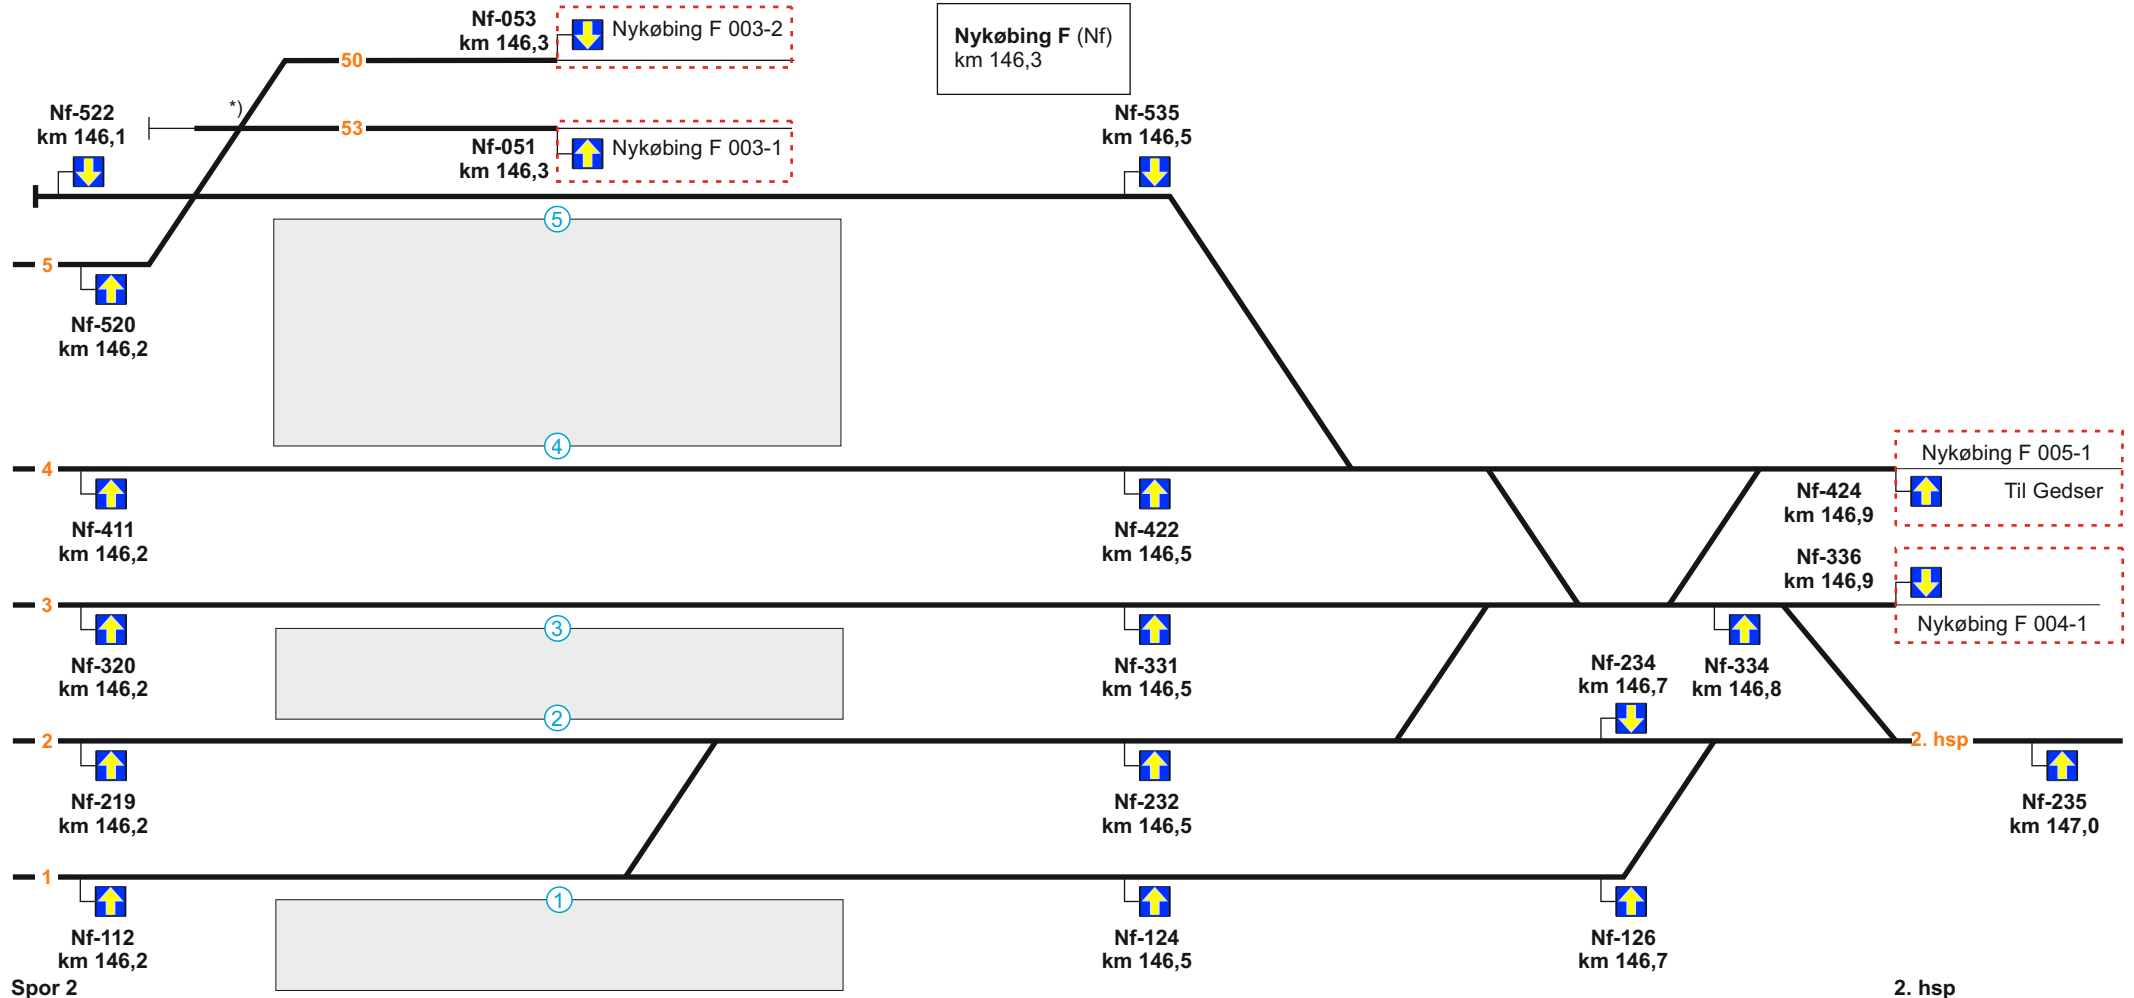 Nf-053
km 146,3
Nykøbing F 003-2
Nykøbing F (Nf)
km 146,3
50
*)
Nf-522
km 146,1
53
Nf-051
km 146,3
Nykøbing F 003-1
Nf-535
km 146,5
5
5
Nf-520
km 146,2
4
4
Nf-411
km 146,2
Nf-422
km 146,5
Nykøbing F 005-1
Nf-424
km 146,9
Til Gedser
Nf-336
km 146,9
Nykøbing F 004-1
3
3
Nf-320
km 146,2
Nf-331
km 146,5
Nf-234
km 146,7
Nf-334
km 146,8
2
2
2. hsp
Nf-219
km 146,2
Nf-232
km 146,5
Nf-235
km 147,0
1
1
Nf-112
km 146,2
Nf-124
km 146,5
Nf-126
km 146,7
Spor 2
2. hsp